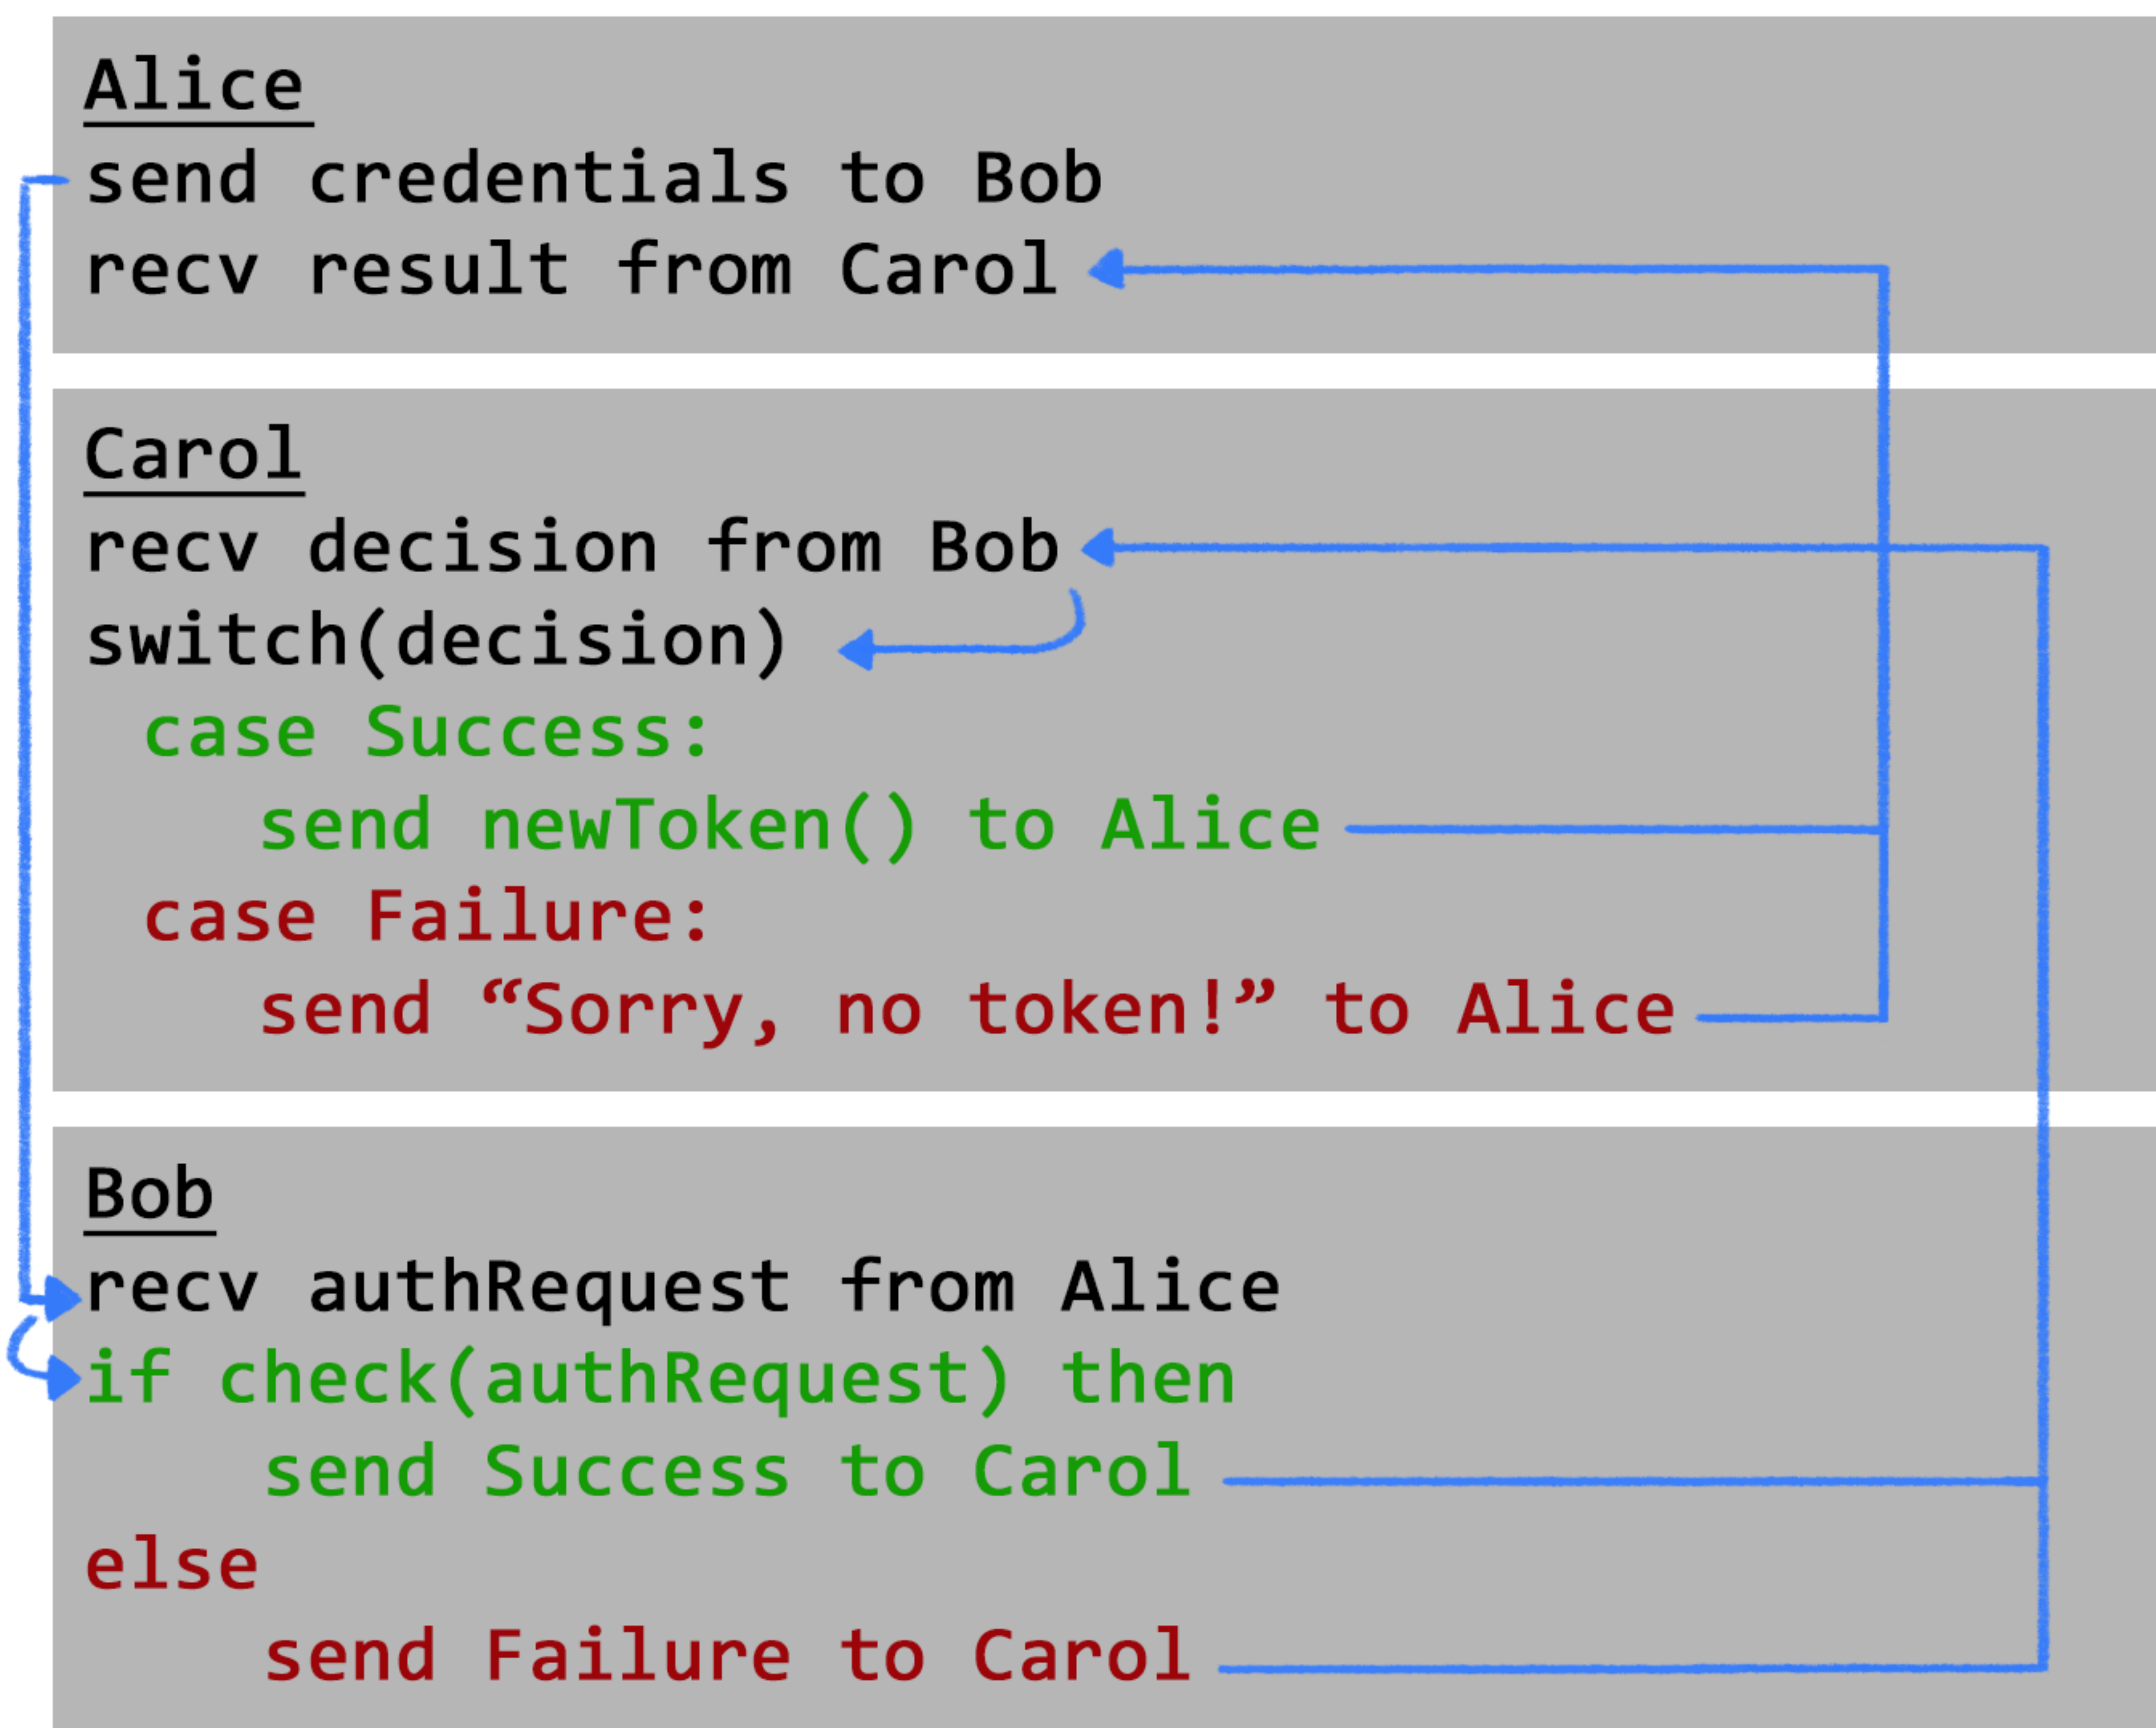 Alice
send credentials to Bob
recv result from Carol
Carol
recv decision from Bob
switch(decision)
case Success:
send newToken() to Alice
case Failure:
send “Sorry, no token!” to Alice
Bob
recv authRequest from Alice
if check(authRequest) then
send Success to Carol
else
send Failure to Carol